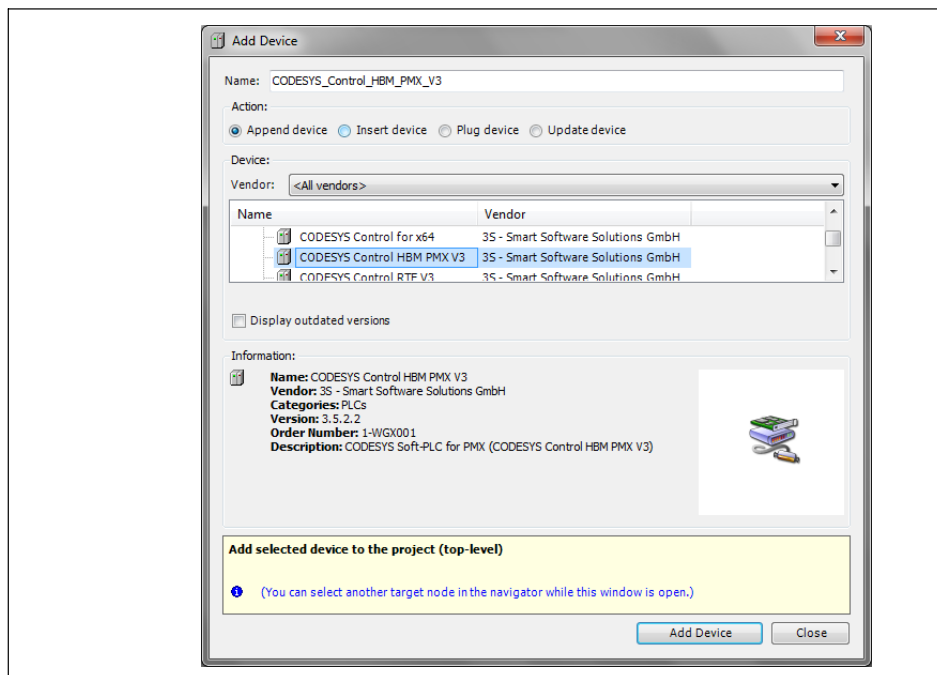 Add Device
Name: CODESYS_Control_HBM_PMX_V3
Action:
Append device Insert device Plug device Update device
Device:
Vendor: <All vendors>
Name Vendor
CODESYS Control for x64 3S - Smart Software Solutions GmbH
CODESYS Control HBM PMX V3 3S - Smart Software Solutions GmbH
CODESYS Control RTE V3 3S - Smart Software Solutions GmbH
Display outdated versions
Information:
Name: CODESYS Control HBM PMX V3
Vendor: 3S - Smart Software Solutions GmbH
Categories: PLCs
Version: 3.5.2.2
Order Number: 1-WGX001
Description: CODESYS Soft-PLC for PMX (CODESYS Control HBM PMX V3)
Add selected device to the project (top-level)
(You can select another target node in the navigator while this window is open.)
Add Device Close